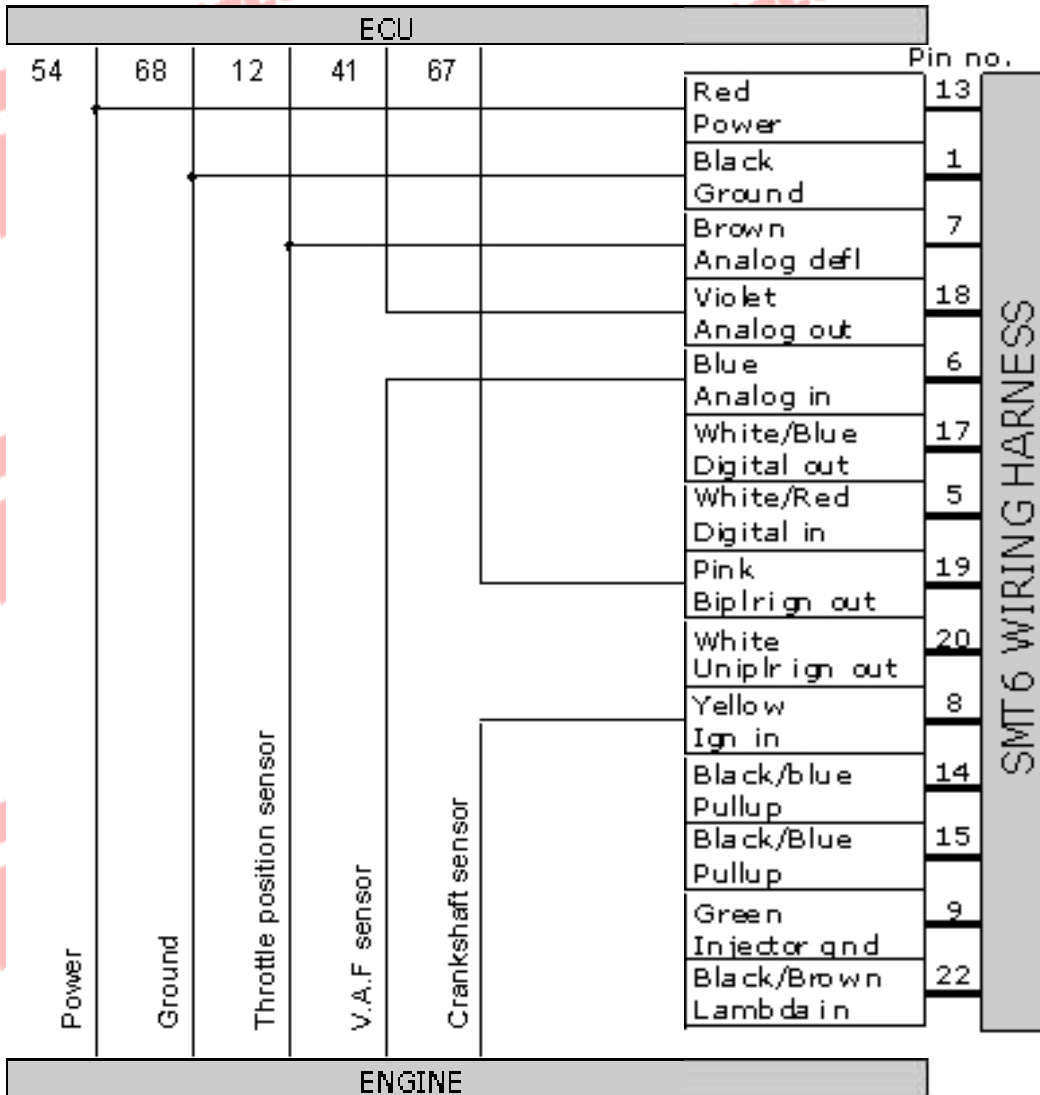 ECU
Pin no.
54 68 12 41 67
Red 13
Power
Black 1
Ground
Brown 7
Analog defl
Violet 18
Analog out
Blue 6
Analog in
White/Blue 17
Digital out
White/Red 5
Digital in
Pink 19
Biplrign out
White 20
Uniplr ign out
Yellow 8
Ign in
Black/blue 14
Pullup
Black/Blue 15
Pullup
Green 9
Injector gnd
Black/Brown 22
Lambda in
Power
Ground
Throttle position sensor
V.A.F sensor
Crankshaft sensor
SMT6 WIRING HARNESS
ENGINE